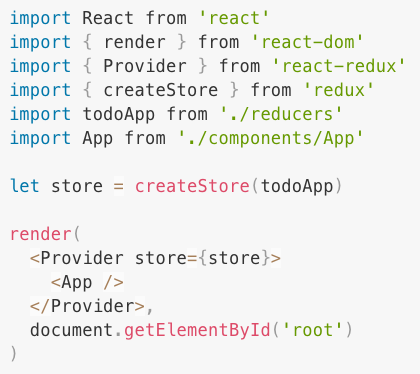 import React from 'react'
import { render } from 'react-dom'
import { Provider } from 'react-redux'
import { createStore } from 'redux'
import todoApp from './reducers'
import App from './components/App'

let store = createStore(todoApp)

render(
  <Provider store={store}>
    <App />
  </Provider>,
  document.getElementById('root')
)